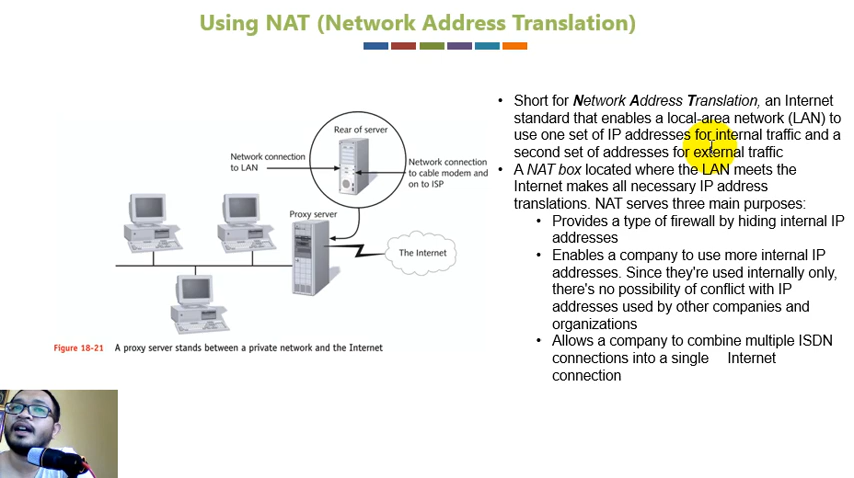 Using NAT (Network Address Translation)
Rear of server
Network connection
to LAN
Network connection
to cable modem and
on to ISP
Proxy server
The Internet
Figure 18-21 A proxy server stands between a private network and the Internet
• Short for Network Address Translation, an Internet
standard that enables a local-area network (LAN) to
use one set of IP addresses for internal traffic and a
second set of addresses for external traffic
• A NAT box located where the LAN meets the
Internet makes all necessary IP address
translations. NAT serves three main purposes:
• Provides a type of firewall by hiding internal IP
addresses
• Enables a company to use more internal IP
addresses. Since they're used internally only,
there's no possibility of conflict with IP
addresses used by other companies and
organizations
• Allows a company to combine multiple ISDN
connections into a single Internet
connection